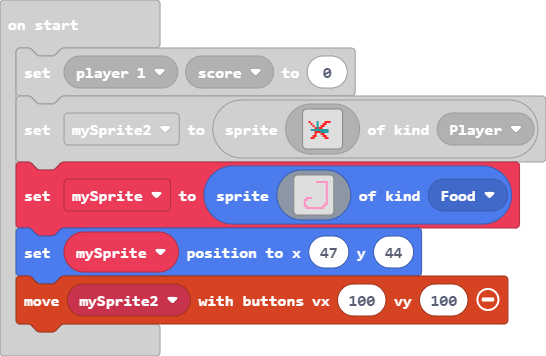 on start
set player 1 score to 0
set mySprite2 to sprite of kind Player
set mySprite to sprite of kind Food
set mySprite position to x 47 y 44
move mySprite2 with buttons vx 100 vy 100